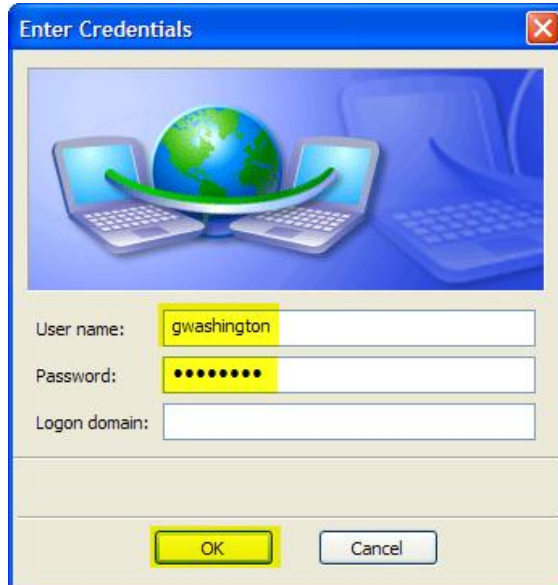 Enter Credentials
User name: gwashington
Password: ••••••••
Logon domain:
OK Cancel